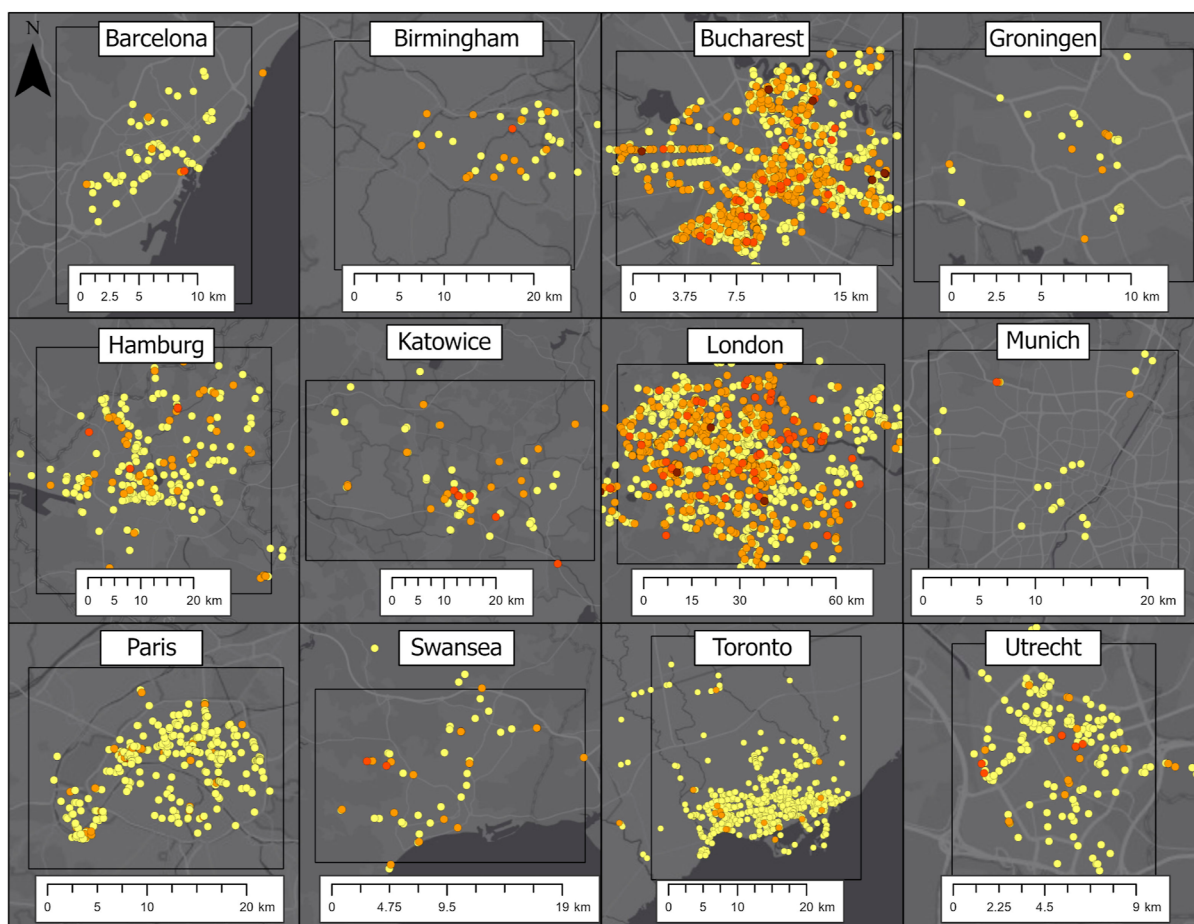 N
Barcelona
Birmingham
Bucharest
Groningen
0 2.5 5 10 km
0 5 10 20 km
0 3.75 7.5 15 km
0 2.5 5 10 km
Hamburg
Katowice
London
Munich
0 5 10 20 km
0 5 10 20 km
0 15 30 60 km
0 5 10 20 km
Paris
Swansea
Toronto
Utrecht
0 5 10 20 km
0 4.75 9.5 19 km
0 5 10 20 km
0 2.25 4.5 9 km